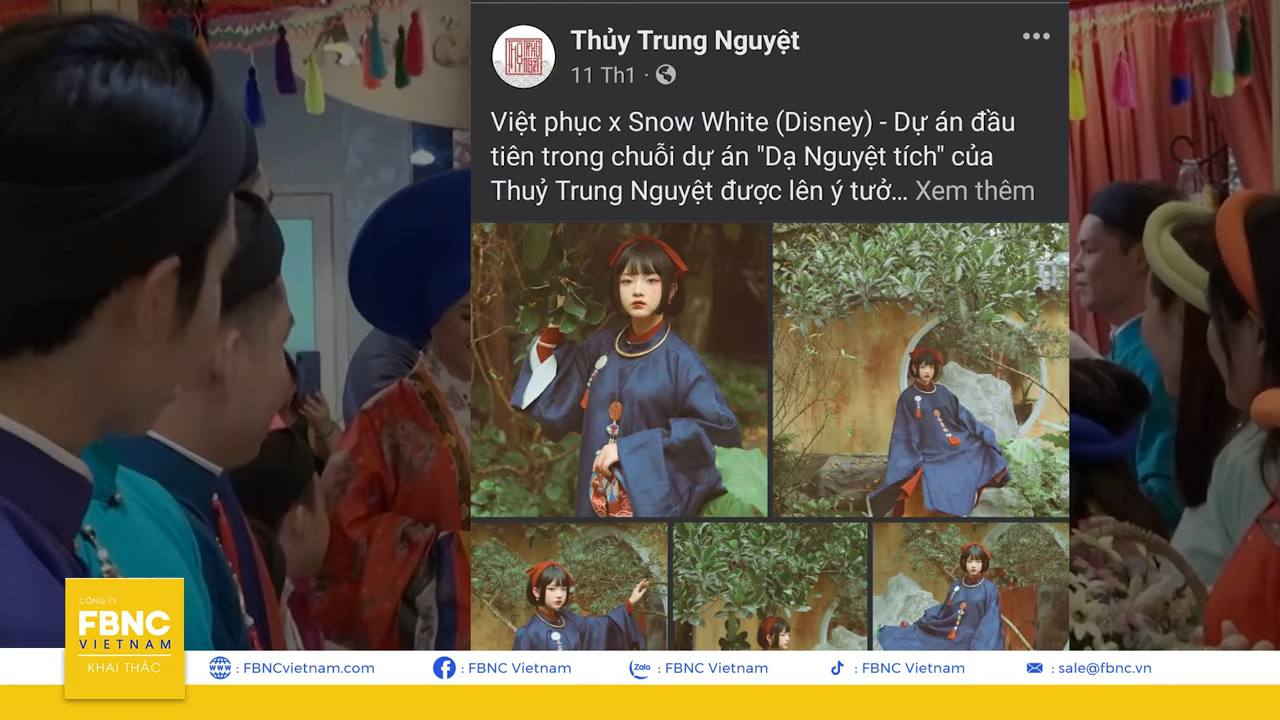 Thủy Trung Nguyệt
11 Th1 ·
Việt phục x Snow White (Disney) - Dự án đầu
tiên trong chuỗi dự án "Dạ Nguyệt tích" của
Thuỷ Trung Nguyệt được lên ý tưở... Xem thêm
CÔNG TY
FBNC
VIETNAM
KHAI THÁC
: FBNCvietnam.com
: FBNC Vietnam
Zalo : FBNC Vietnam
: FBNC Vietnam
: sale@fbnc.vn